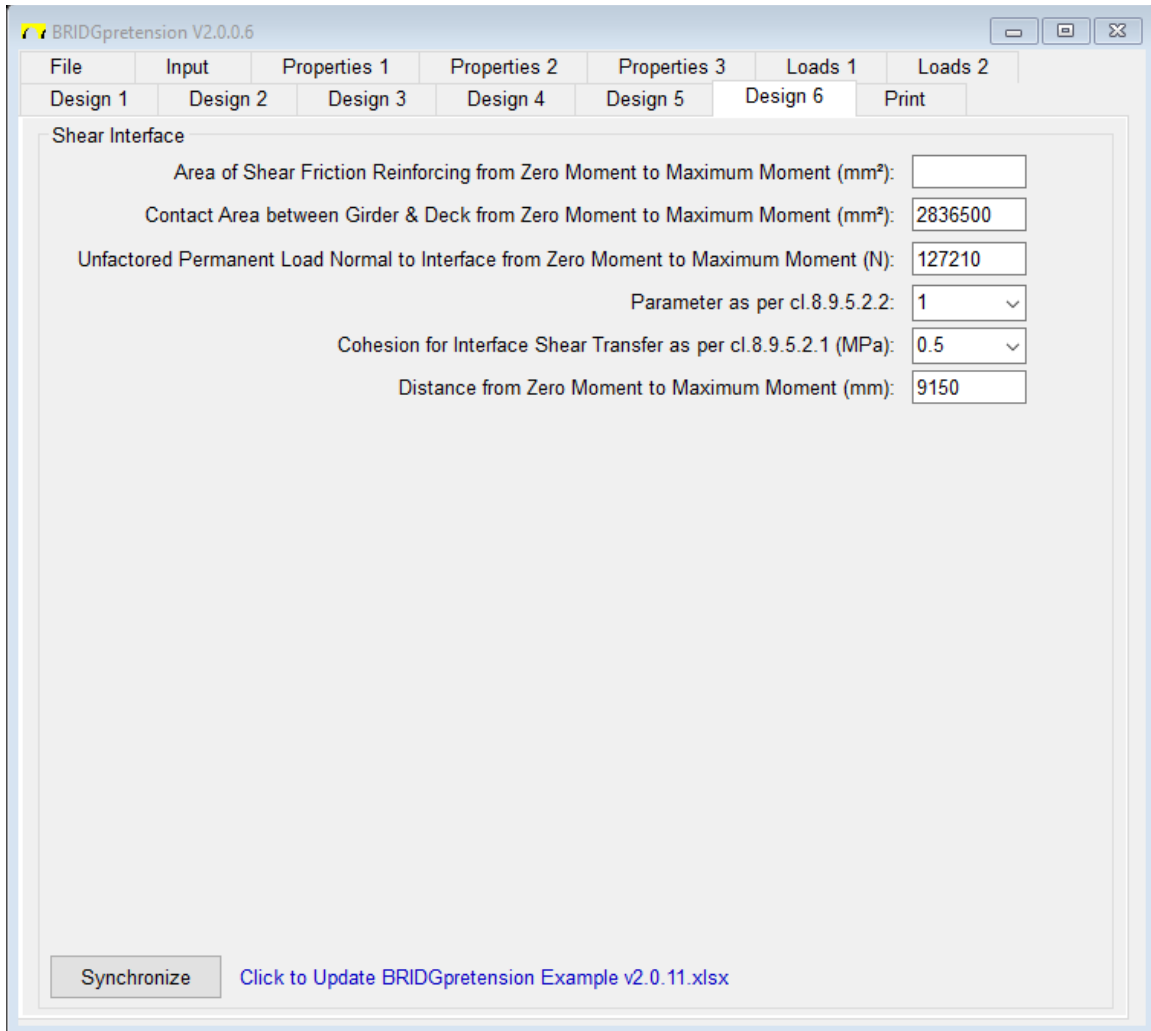 BRIDGpretension V2.0.0.6
File Input Properties 1 Properties 2 Properties 3 Loads 1 Loads 2
Design 1 Design 2 Design 3 Design 4 Design 5 Design 6 Print
Shear Interface
Area of Shear Friction Reinforcing from Zero Moment to Maximum Moment (mm²):
Contact Area between Girder & Deck from Zero Moment to Maximum Moment (mm²): 2836500
Unfactored Permanent Load Normal to Interface from Zero Moment to Maximum Moment (N): 127210
Parameter as per cl.8.9.5.2.2: 1
Cohesion for Interface Shear Transfer as per cl.8.9.5.2.1 (MPa): 0.5
Distance from Zero Moment to Maximum Moment (mm): 9150
Synchronize Click to Update BRIDGpretension Example v2.0.11.xlsx